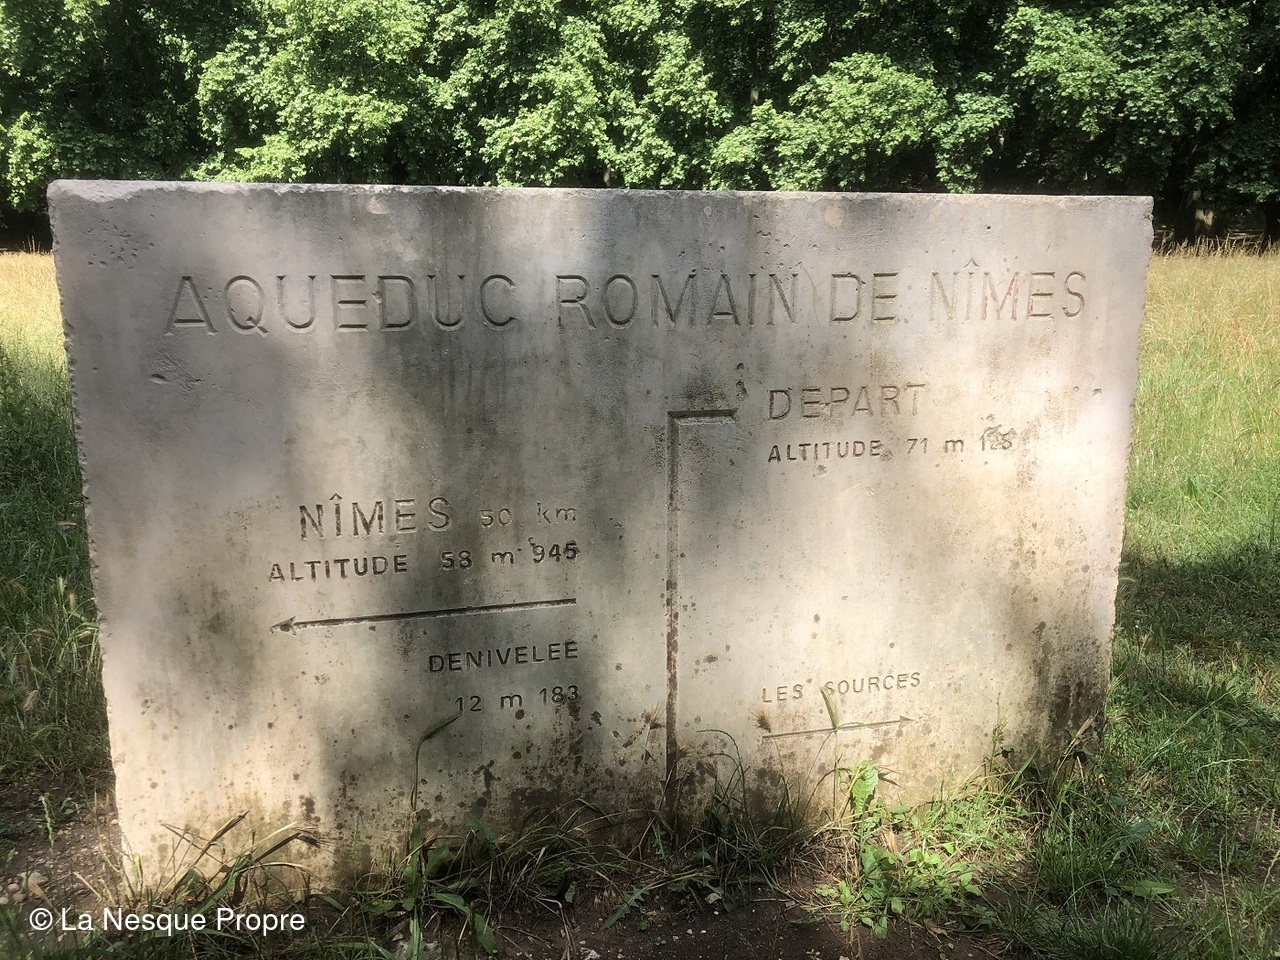 AQUEDUC ROMAIN DE NÎMES
DEPART
ALTITUDE 71 m 128
NÎMES 50 km
ALTITUDE 58 m 945
DENIVELEE
12 m 183
LES SOURCES
© La Nesque Propre